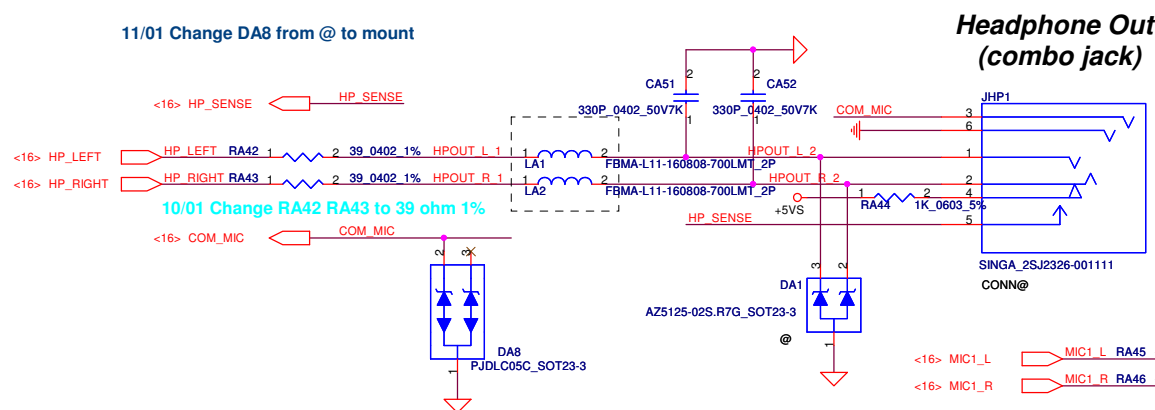 11/01 Change DA8 from @ to mount
Headphone Out
(combo jack)
<16> HP_SENSE
HP_SENSE
2
CA51
330P_0402_50V7K
1
2
CA52
330P_0402_50V7K
1
JHP1
COM_MIC
3
6
<16> HP_LEFT
HP_LEFT
RA42
1
2
39_0402_1%
HPOUT_L_1
1
LA1
2
FBMA-L11-160808-700LMT_2P
HPOUT_L_2
1
<16> HP_RIGHT
HP_RIGHT
RA43
1
2
39_0402_1%
HPOUT_R_1
1
LA2
2
FBMA-L11-160808-700LMT_2P
HPOUT_R_2
2
10/01 Change RA42 RA43 to 39 ohm 1%
+5VS
1
RA44
2
1K_0603_5%
4
HP_SENSE
5
<16> COM_MIC
COM_MIC
2
3
DA8
PJDLC05C_SOT23-3
1
3
2
DA1
AZ5125-02S.R7G_SOT23-3
@
1
SINGA_2SJ2326-001111
CONN@
<16> MIC1_L
MIC1_L
RA45
<16> MIC1_R
MIC1_R
RA46